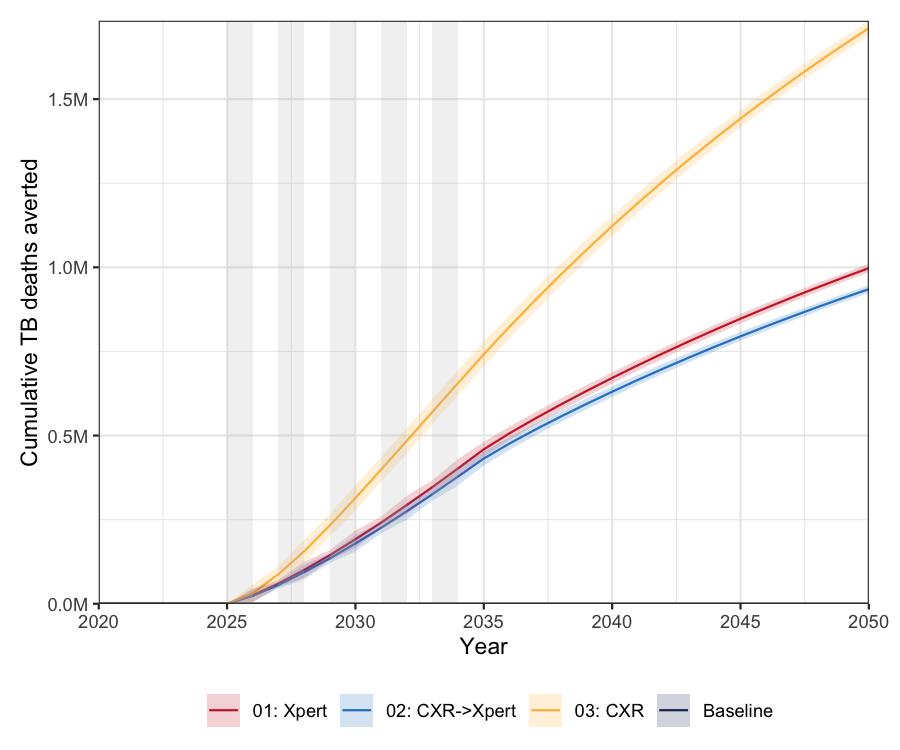 Cumulative TB deaths averted
1.5M
1.0M
0.5M
0.0M
2020 2025 2030 2035 2040 2045 2050
Year
01: Xpert 02: CXR->Xpert 03: CXR Baseline